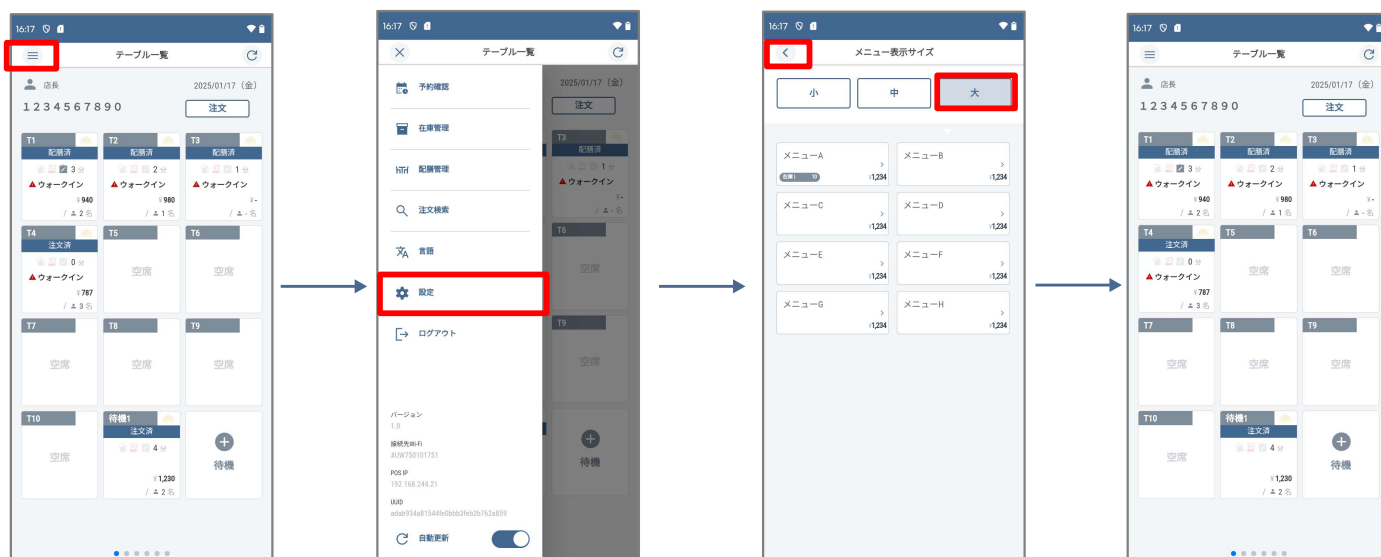 16:17
テーブル一覧
店長
2025/01/17（金）
1234567890
注文
T1
T2
T3
配膳済
配膳済
配膳済
3 分
2 分
1 分
ウォークイン
ウォークイン
ウォークイン
¥940
¥980
¥-
/ 2 名
/ 1 名
/ - 名
T4
T5
T6
注文済
0 分
空席
空席
ウォークイン
¥787
/ 3 名
T7
T8
T9
空席
空席
空席
T10
待機1
注文済
空席
4 分
待機
¥1,230
/ 2 名
16:17
テーブル一覧
予約確認
2025/01/17（金）
注文
在庫管理
T3
配膳済
配膳管理
1 分
ウォークイン
¥-
注文検索
/ - 名
T6
言語
空席
設定
T9
ログアウト
空席
バージョン
1.0
接続先Wi-Fi
#UW750101751
待機
POS IP
192.168.244.21
UUID
adab934a81544fe0bbb3feb2b762a859
自動更新
16:17
メニュー表示サイズ
小
中
大
メニューA
メニューB
在庫 10
¥1,234
¥1,234
メニューC
メニューD
¥1,234
¥1,234
メニューE
メニューF
¥1,234
¥1,234
メニューG
メニューH
¥1,234
¥1,234
16:17
テーブル一覧
店長
2025/01/17（金）
1234567890
注文
T1
T2
T3
配膳済
配膳済
配膳済
3 分
2 分
1 分
ウォークイン
ウォークイン
ウォークイン
¥940
¥980
¥-
/ 2 名
/ 1 名
/ - 名
T4
T5
T6
注文済
0 分
空席
空席
ウォークイン
¥787
/ 3 名
T7
T8
T9
空席
空席
空席
T10
待機1
注文済
空席
4 分
待機
¥1,230
/ 2 名